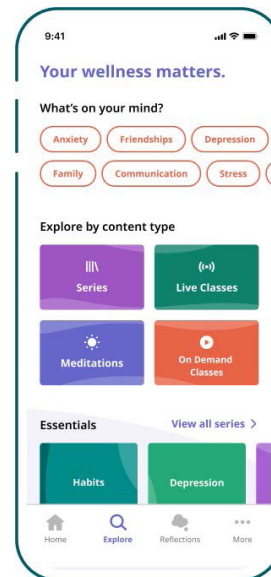 9:41
Your wellness matters.
What's on your mind?
Anxiety Friendships Depression
Family Communication Stress
Explore by content type
Series Live Classes
Meditations On Demand
Classes
Essentials View all series >
Habits Depression
Home Explore Reflections More